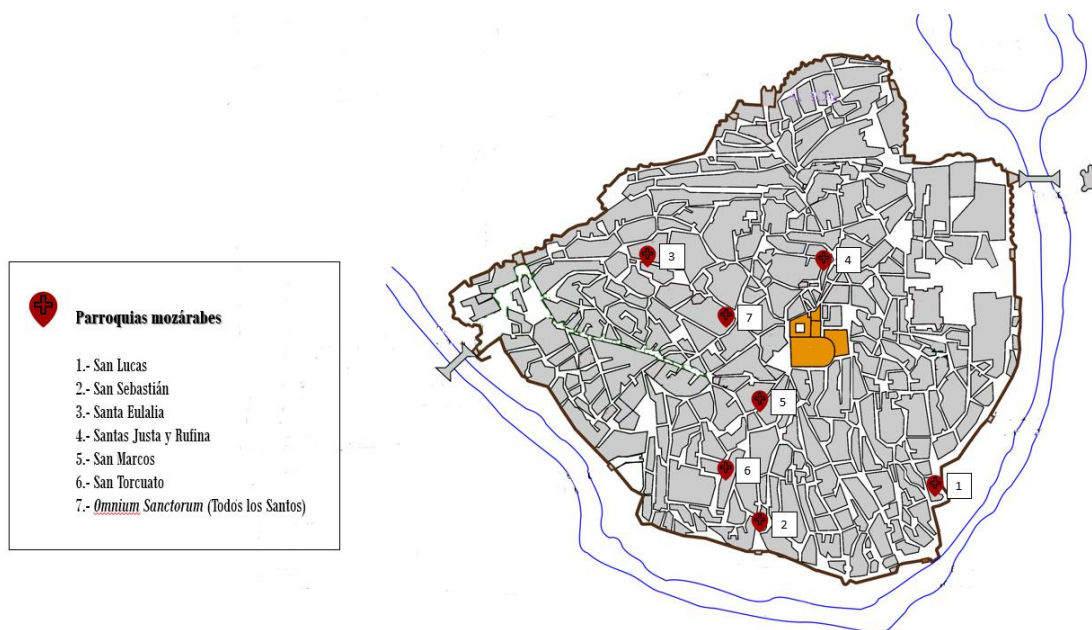 Parroquias mozárabes
1.- San Lucas
2.- San Sebastián
3.- Santa Eulalia
4.- Santas Justa y Rufina
5.- San Marcos
6.- San Torcuato
7.- Omnium Sanctorum (Todos los Santos)
3
4
7
5
6
1
2